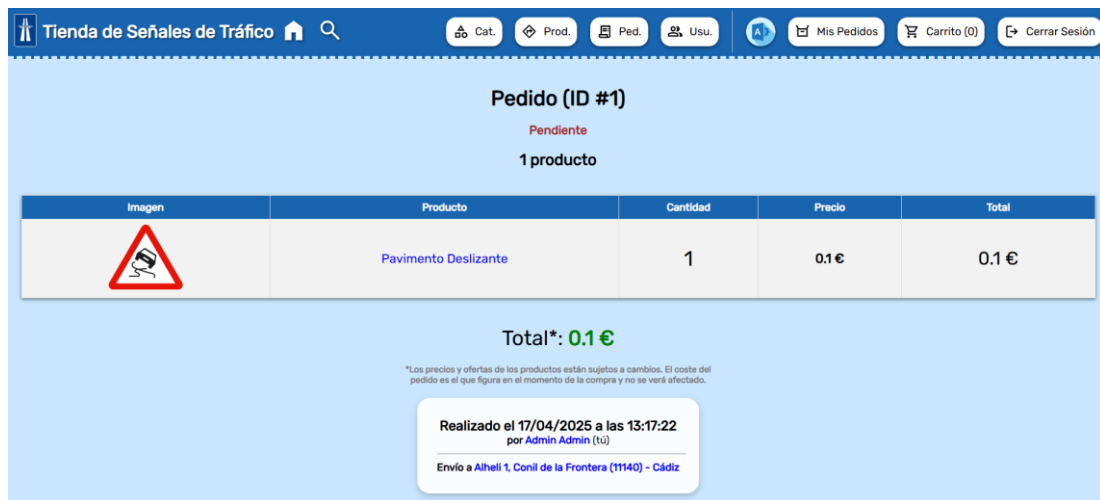 Tienda de Señales de Tráfico
Cat.
Prod.
Ped.
Usu.
A
Mis Pedidos
Carrito (0)
Cerrar Sesión
Pedido (ID #1)
Pendiente
1 producto
Imagen Producto Cantidad Precio Total
Pavimento Deslizante 1 0.1 € 0.1 €
Total*: 0.1 €
*Los precios y ofertas de los productos están sujetos a cambios. El coste del
pedido es el que figura en el momento de la compra y no se verá afectado.
Realizado el 17/04/2025 a las 13:17:22
por Admin Admin (tú)
Envío a Alheli 1, Conil de la Frontera (11140) - Cádiz